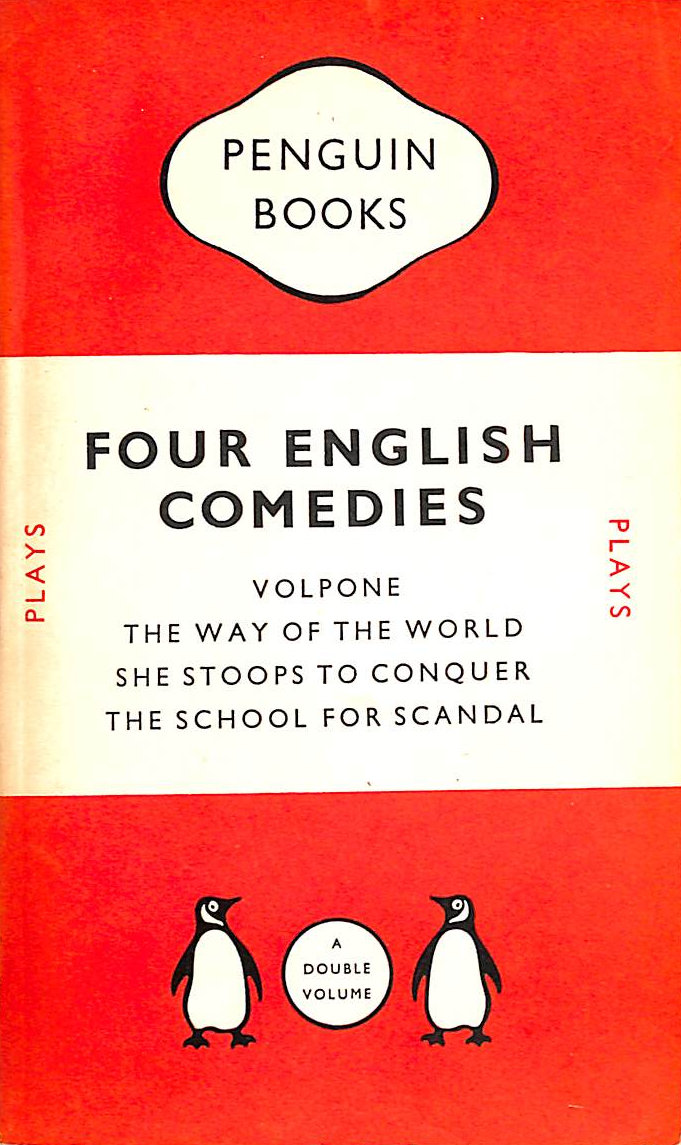 PENGUIN
BOOKS
FOUR ENGLISH
COMEDIES
PLAYS
PLAYS
VOLPONE
THE WAY OF THE WORLD
SHE STOOPS TO CONQUER
THE SCHOOL FOR SCANDAL
A
DOUBLE
VOLUME